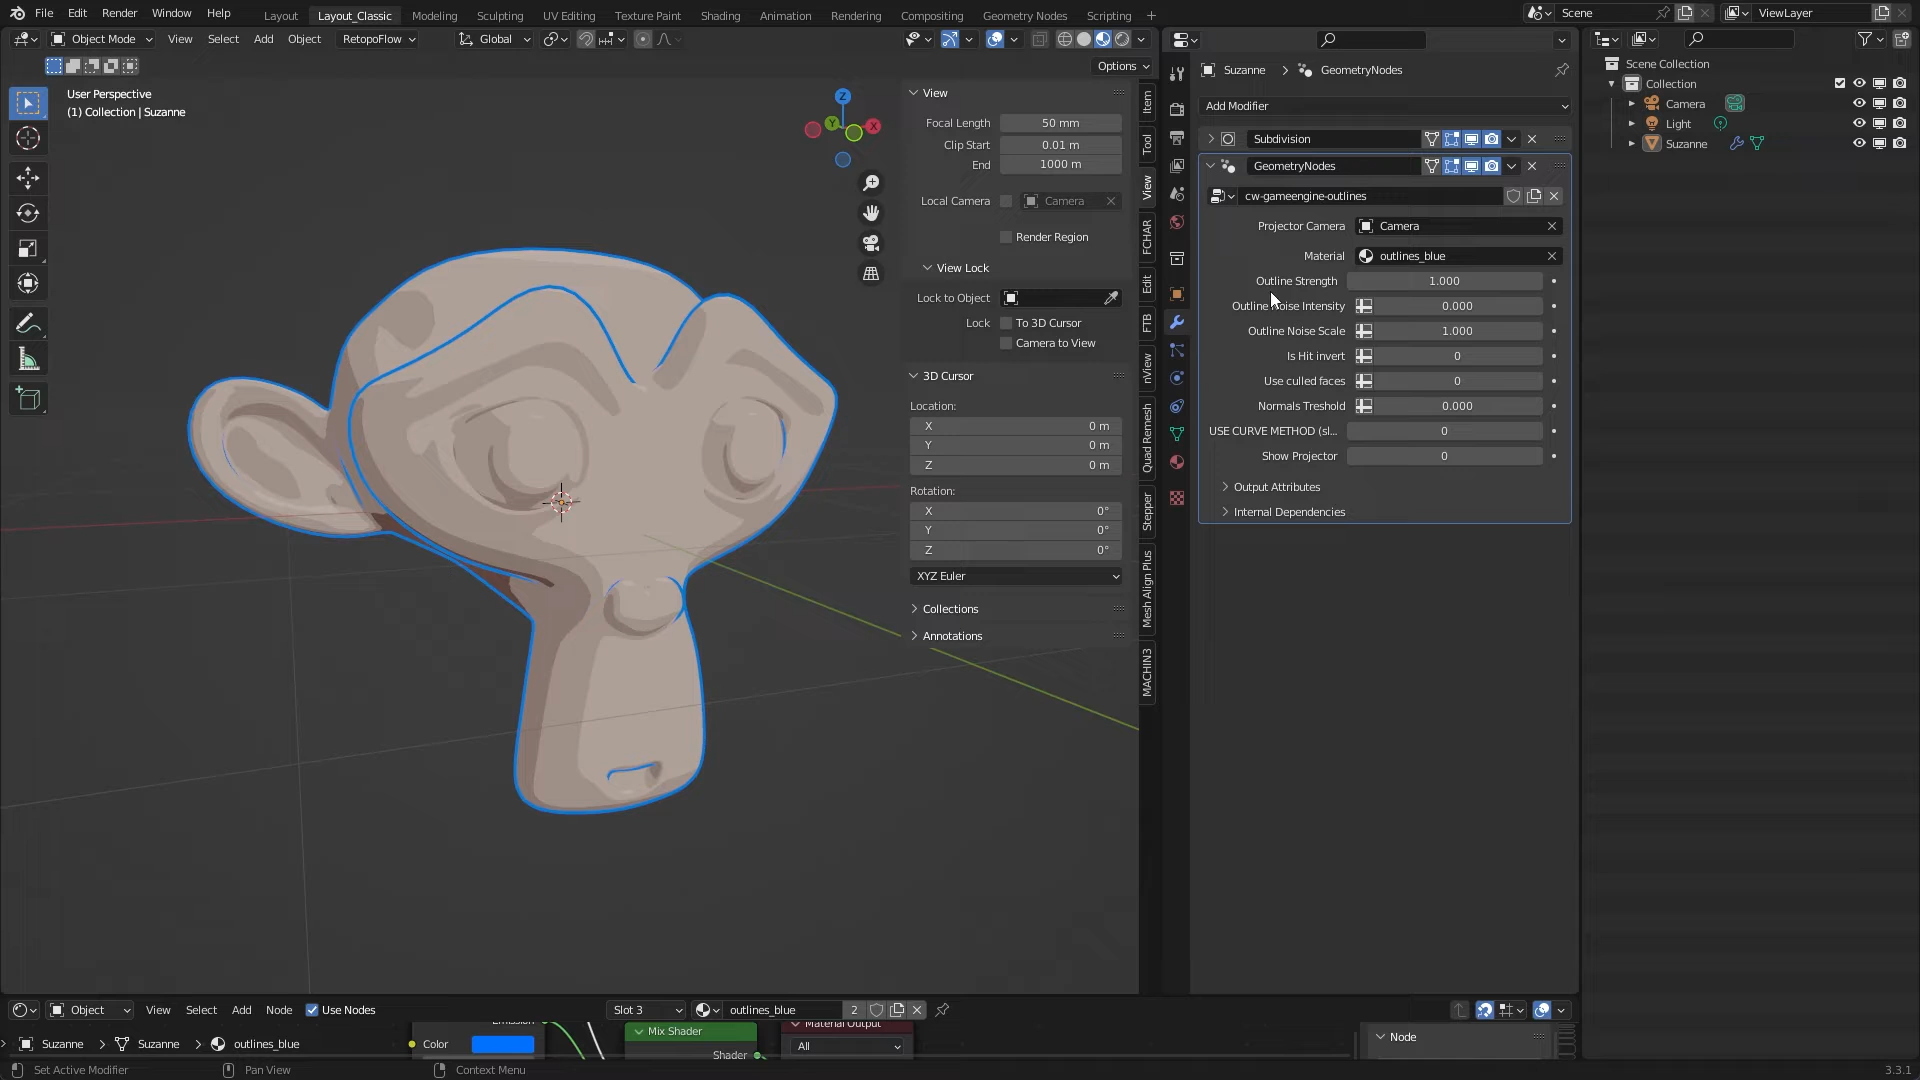 File Edit Render Window Help Layout Layout_Classic Modeling Sculpting UV Editing Texture Paint Shading Animation Rendering Compositing Geometry Nodes Scripting + Scene ViewLayer
Object Mode View Select Add Object RetopoFlow Global
Options
User Perspective
(1) Collection | Suzanne
Z
Y
X
View
Focal Length 50 mm
Clip Start 0.01 m
End 1000 m
Local Camera Camera
Render Region
View Lock
Lock to Object
Lock To 3D Cursor
Camera to View
3D Cursor
Location:
X 0 m
Y 0 m
Z 0 m
Rotation:
X 0°
Y 0°
Z 0°
XYZ Euler
Collections
Annotations
Item
Tool
View
FCHAR
Edit
FTB
nView
Quad Remesh
Stepper
Mesh Align Plus
MACHIN3
Suzanne GeometryNodes
Add Modifier
Subdivision
GeometryNodes
cw-gameengine-outlines
Projector Camera Camera
Material outlines_blue
Outline Strength 1.000
Outline Noise Intensity 0.000
Outline Noise Scale 1.000
Is Hit invert 0
Use culled faces 0
Normals Treshold 0.000
USE CURVE METHOD (sl... 0
Show Projector 0
Output Attributes
Internal Dependencies
Scene Collection
Collection
Camera
Light
Suzanne
Object View Select Add Node Use Nodes Slot 3 outlines_blue 2
Suzanne Suzanne outlines_blue
Emission
Color
Mix Shader
Shader
Material Output
All
Node
Set Active Modifier Pan View Context Menu 3.3.1